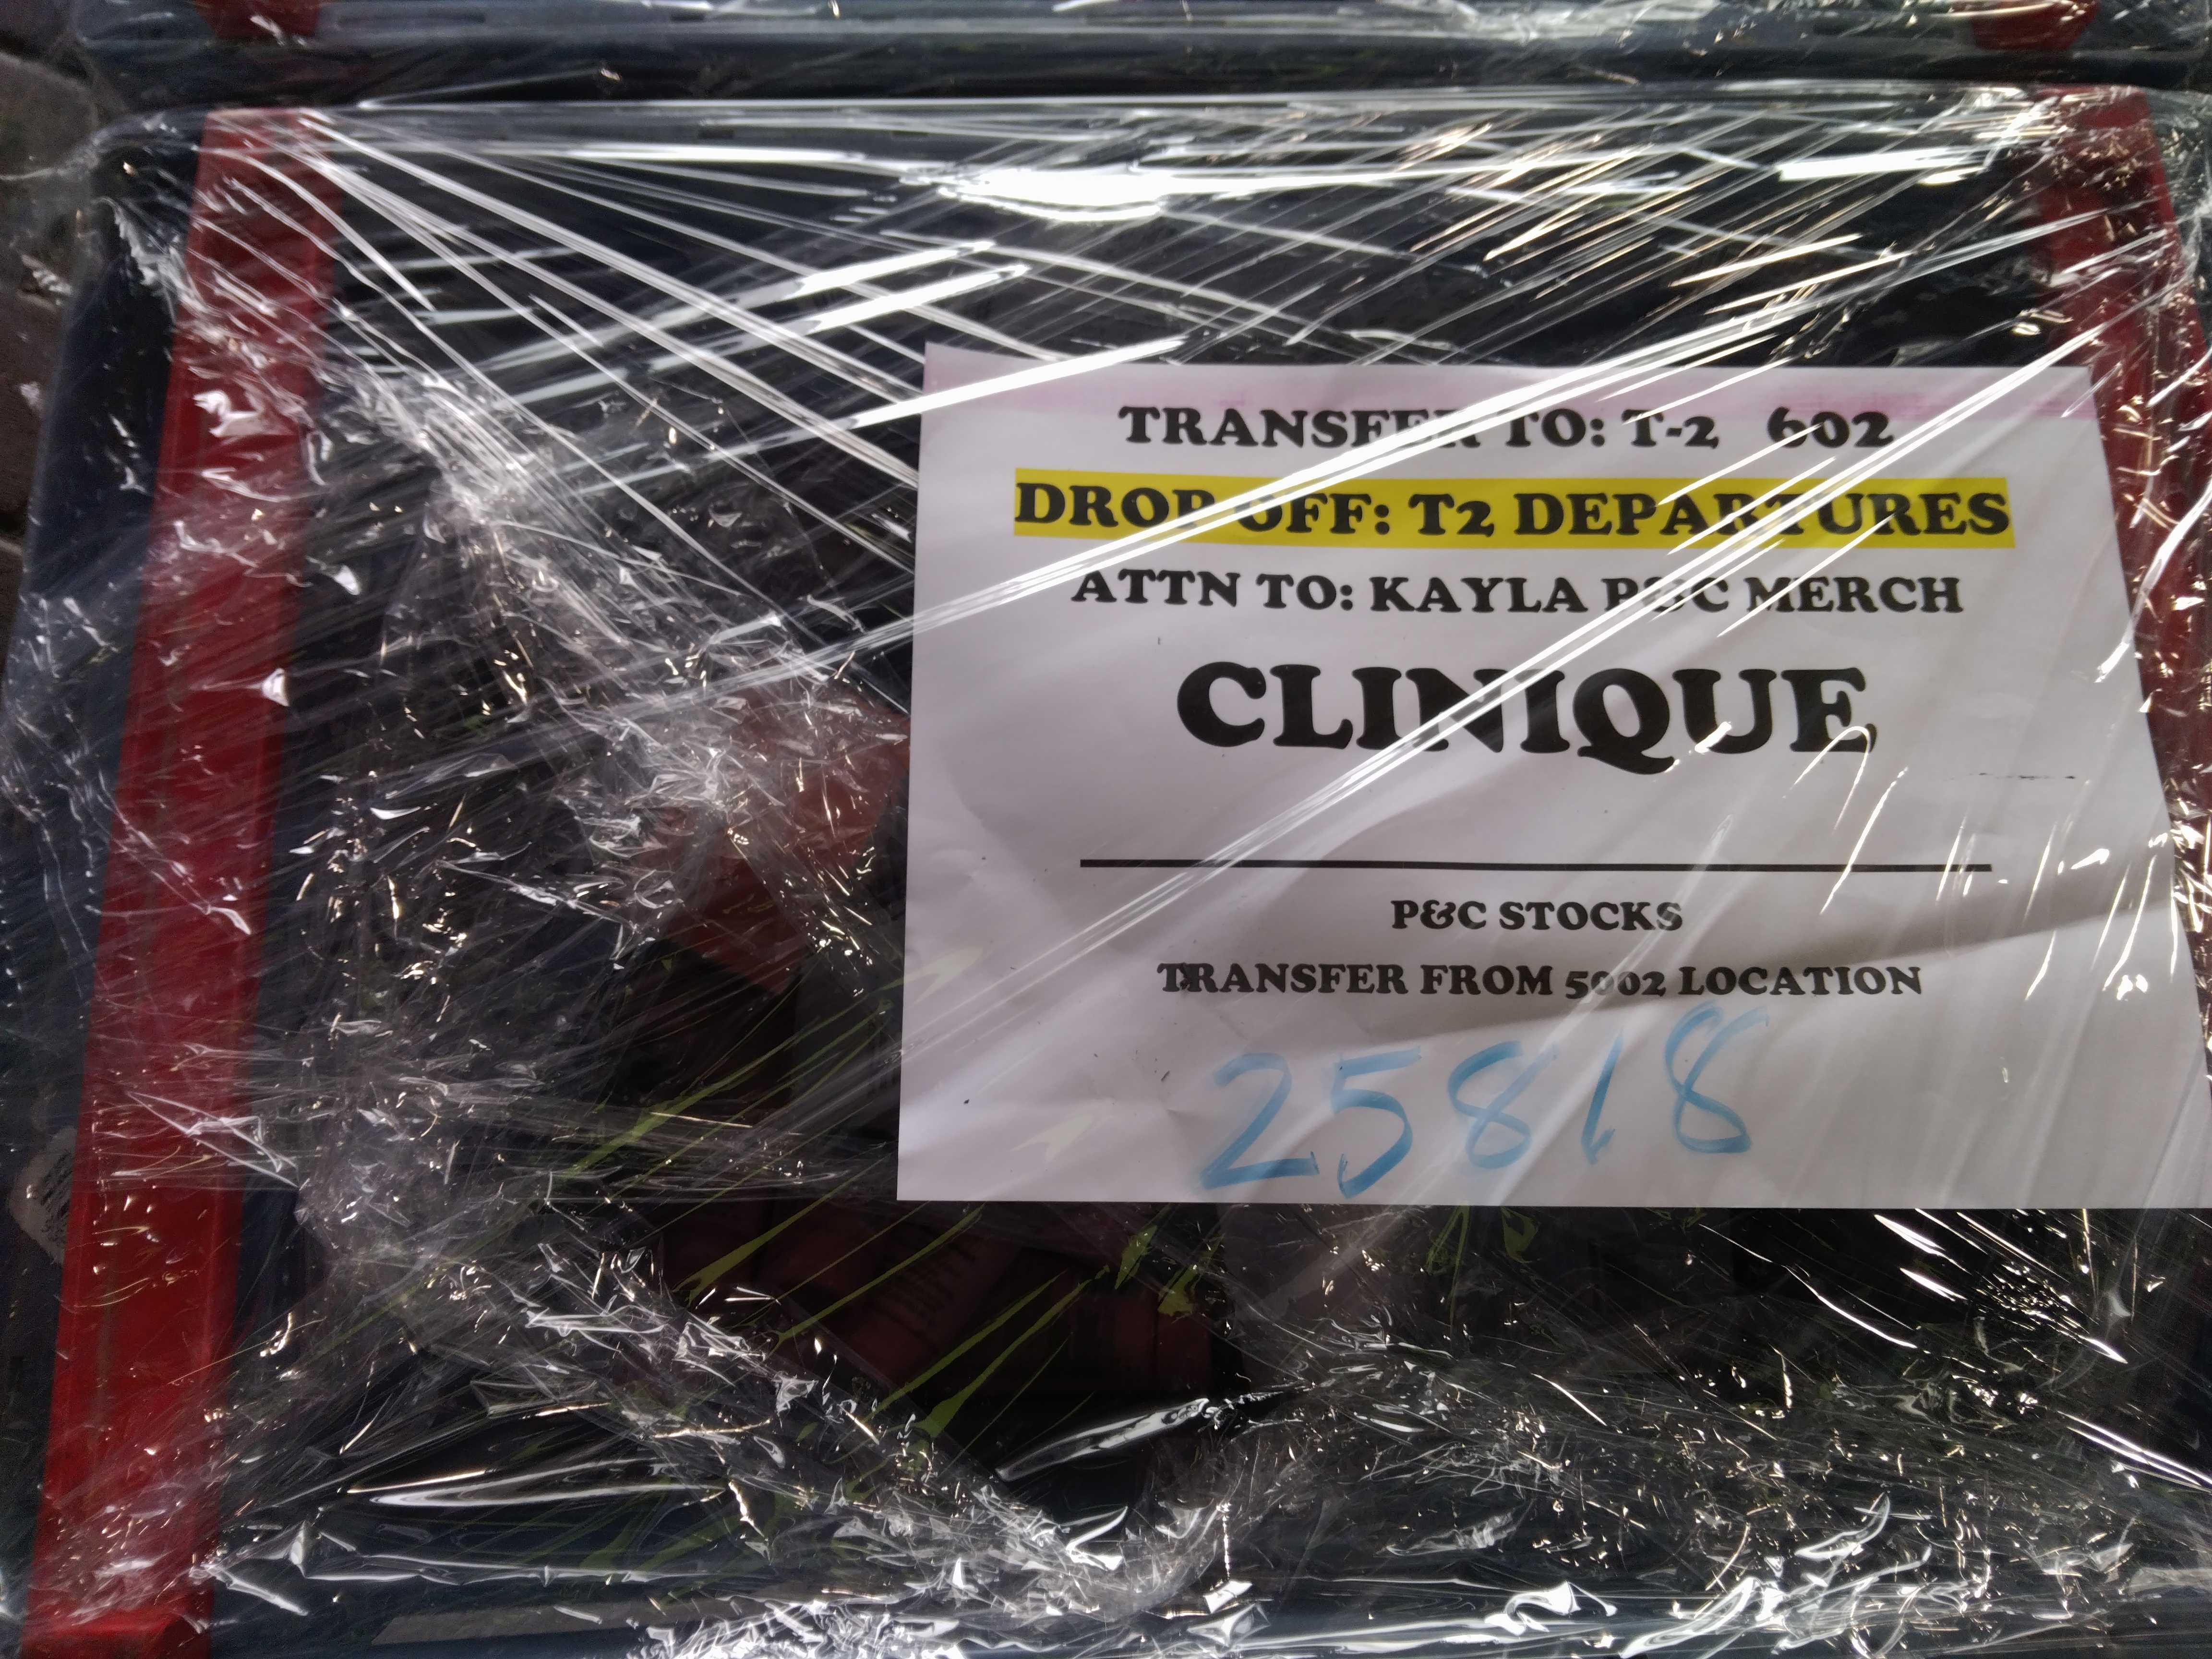 TRANSFER TO: T-2 602
DROP OFF: T2 DEPARTURES
ATTN TO: KAYLA P&C MERCH
CLINIQUE
P&C STOCKS
TRANSFER FROM 5002 LOCATION
25818